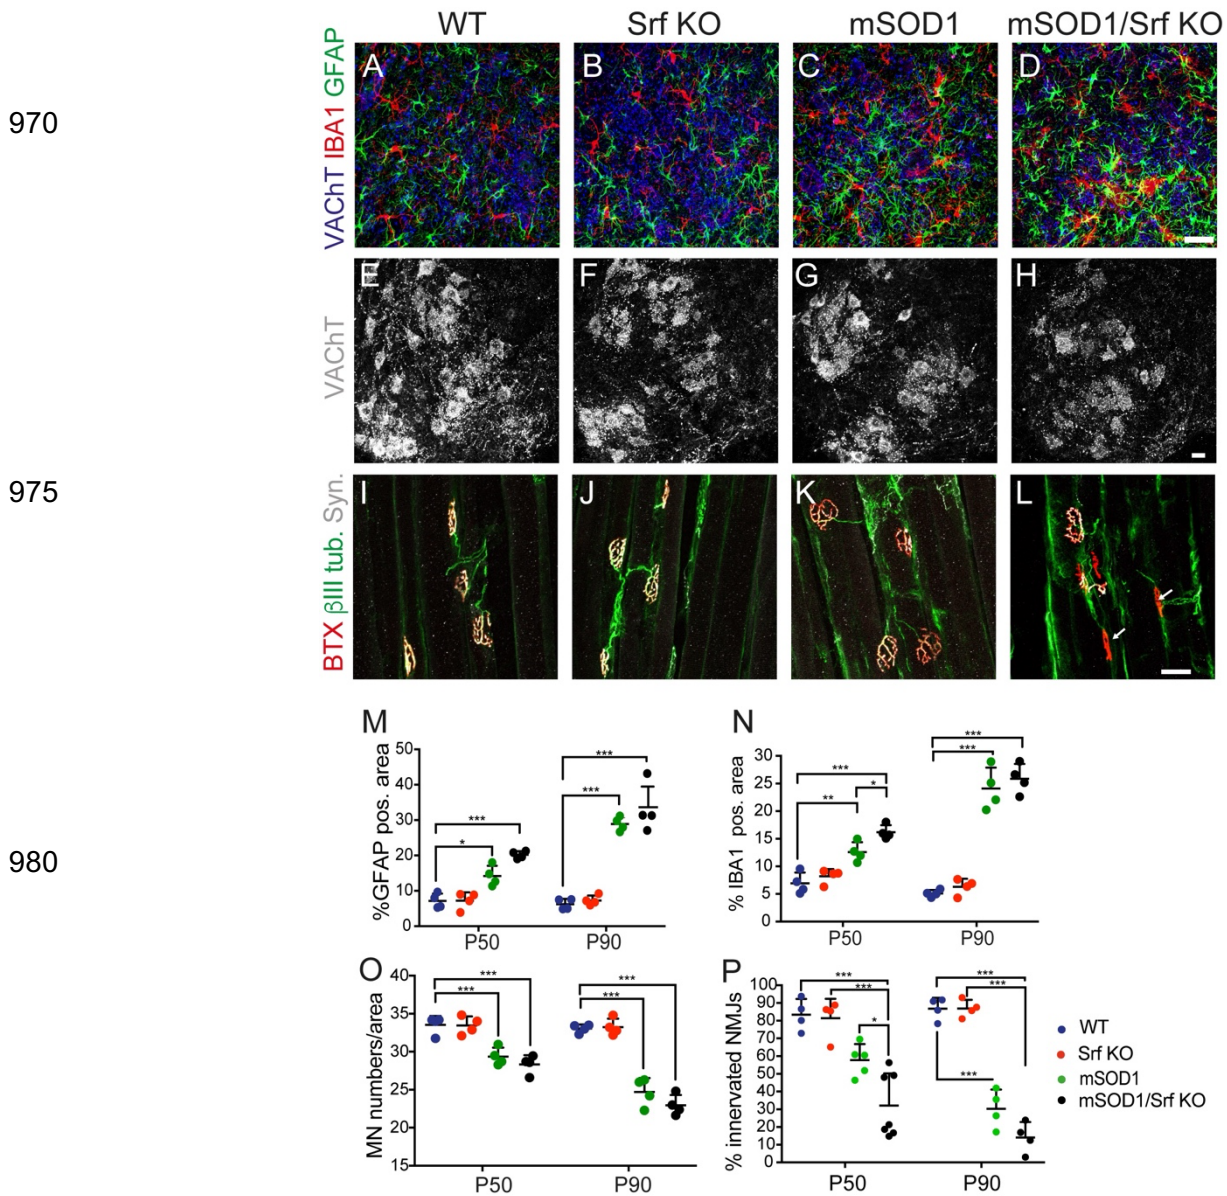 WT Srf KO mSOD1 mSOD1/Srf KO
VAChT IBA1 GFAP
A B C D
970
VAChT
E F G H
975
BTX βIII tub. Syn.
I J K L
M
%GFAP pos. area
50
40
30
20
10
0
* *** *** ***
P50 P90
N
% IBA1 pos. area
30
25
20
15
10
5
0
** *** * *** ***
P50 P90
980
O
MN numbers/area
40
35
30
25
20
15
*** *** *** ***
P50 P90
P
% innervated NMJs
100
90
80
70
60
50
40
30
20
10
0
*** *** * *** *** ***
P50 P90
WT
Srf KO
mSOD1
mSOD1/Srf KO